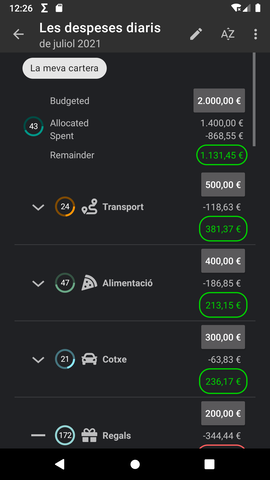 12:26
Les despeses diaris
de juliol 2021
La meva cartera
Budgeted 2.000,00 €
43 Allocated 1.400,00 €
Spent -868,55 €
Remainder 1.131,45 €
500,00 €
24 Transport -118,63 €
381,37 €
400,00 €
47 Alimentació -186,85 €
213,15 €
300,00 €
21 Cotxe -63,83 €
236,17 €
200,00 €
172 Regals -344,44 €